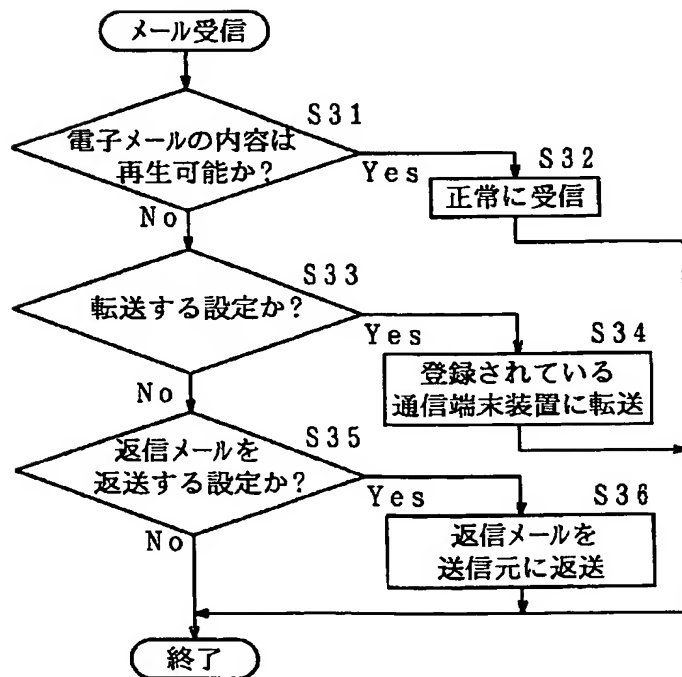 メール受信
S31
電子メールの内容は
再生可能か?
Yes
S32
正常に受信
No
S33
転送する設定か?
Yes
S34
登録されている
通信端末装置に転送
No
S35
返信メールを
返送する設定か?
Yes
S36
返信メールを
送信元に返送
No
終了